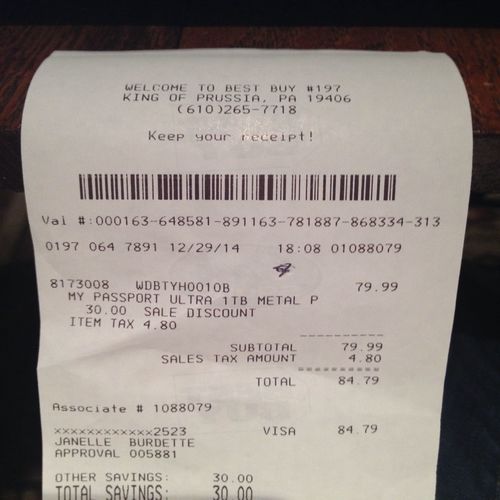 WELCOME TO BEST BUY #197
KING OF PRUSSIA, PA 19406
(610)265-7718
Keep your receipt!
Val #:000163-648581-891163-781887-868334-313
0197 064 7891 12/29/14 18:08 01088079
8173008 WDBTYH0010B 79.99
MY PASSPORT ULTRA 1TB METAL P
30.00 SALE DISCOUNT
ITEM TAX 4.80
SUBTOTAL 79.99
SALES TAX AMOUNT 4.80
TOTAL 84.79
Associate # 1088079
xxxxxxxxxxxx2523 VISA 84.79
JANELLE BURDETTE
APPROVAL 005881
OTHER SAVINGS: 30.00
TOTAL SAVINGS: 30.00